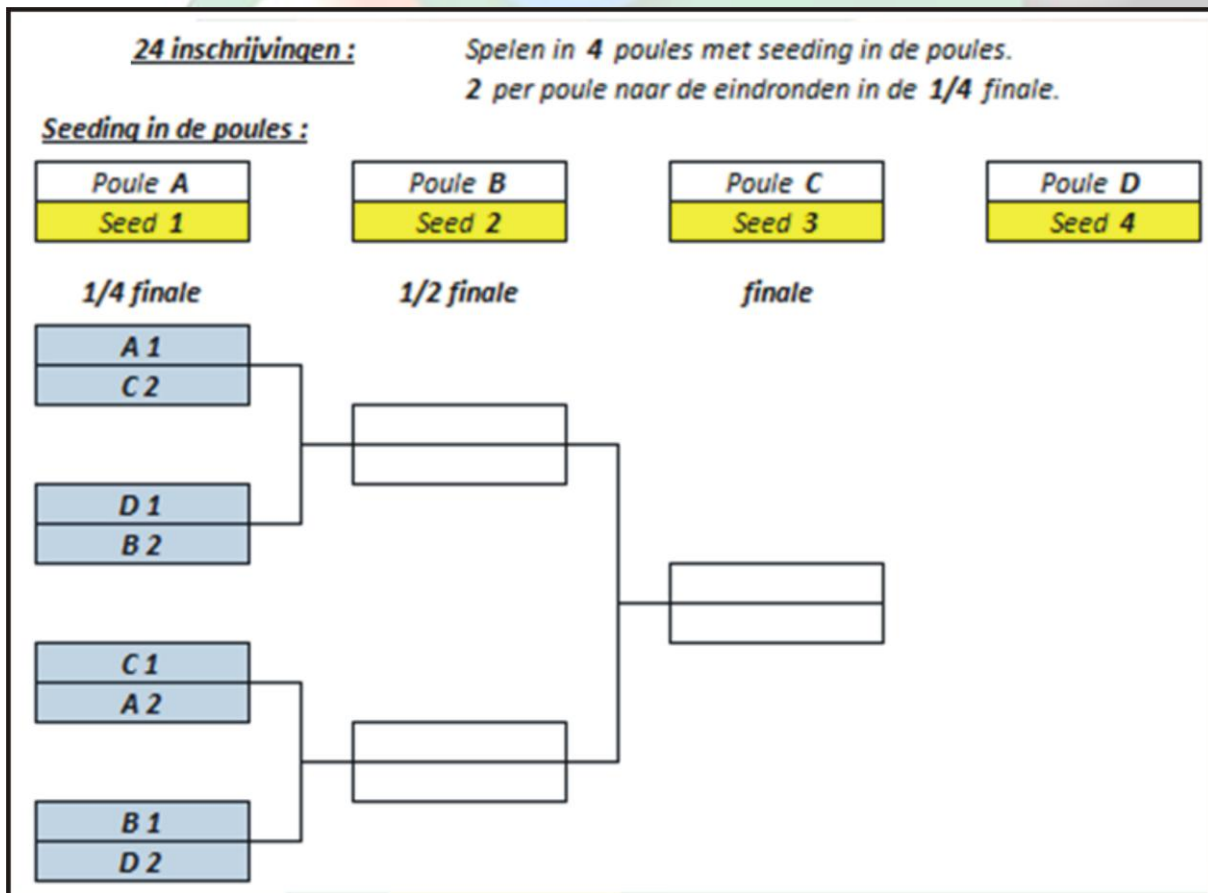 24 inschrijvingen : Spelen in 4 poules met seeding in de poules.
2 per poule naar de eindronden in de 1/4 finale.
Seeding in de poules :
Poule A Poule B Poule C Poule D
Seed 1 Seed 2 Seed 3 Seed 4
1/4 finale 1/2 finale finale
A 1
C 2
D 1
B 2
C 1
A 2
B 1
D 2